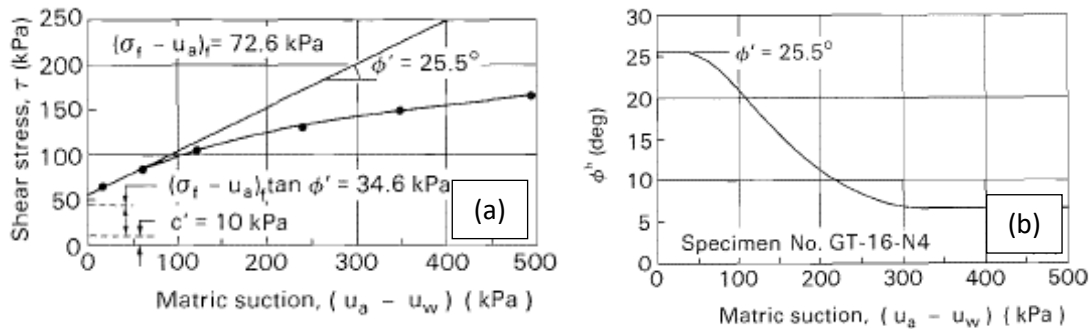 250
200
150
100
50
0
Shear stress, τ (kPa)
(σf − ua)f = 72.6 kPa
ϕ′ = 25.5°
(σf − ua)f tan ϕ′ = 34.6 kPa
c′ = 10 kPa
(a)
0 100 200 300 400 500
Matric suction, ( ua − uw) ( kPa )
30
25
20
15
10
5
0
ϕᵇ (deg)
ϕ′ = 25.5°
Specimen No. GT-16-N4
(b)
0 100 200 300 400 500
Matric suction, ( ua − uw) ( kPa )